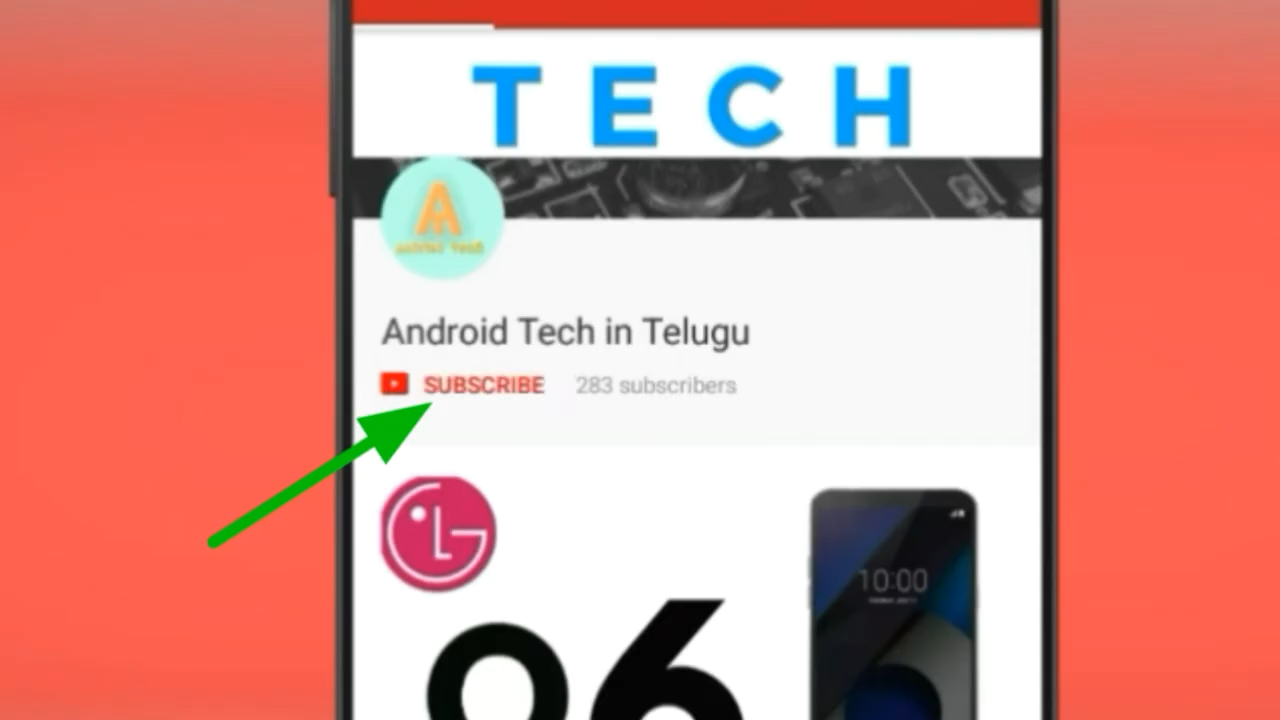 TECH
Android Tech in Telugu
SUBSCRIBE 283 subscribers
LG
10:00